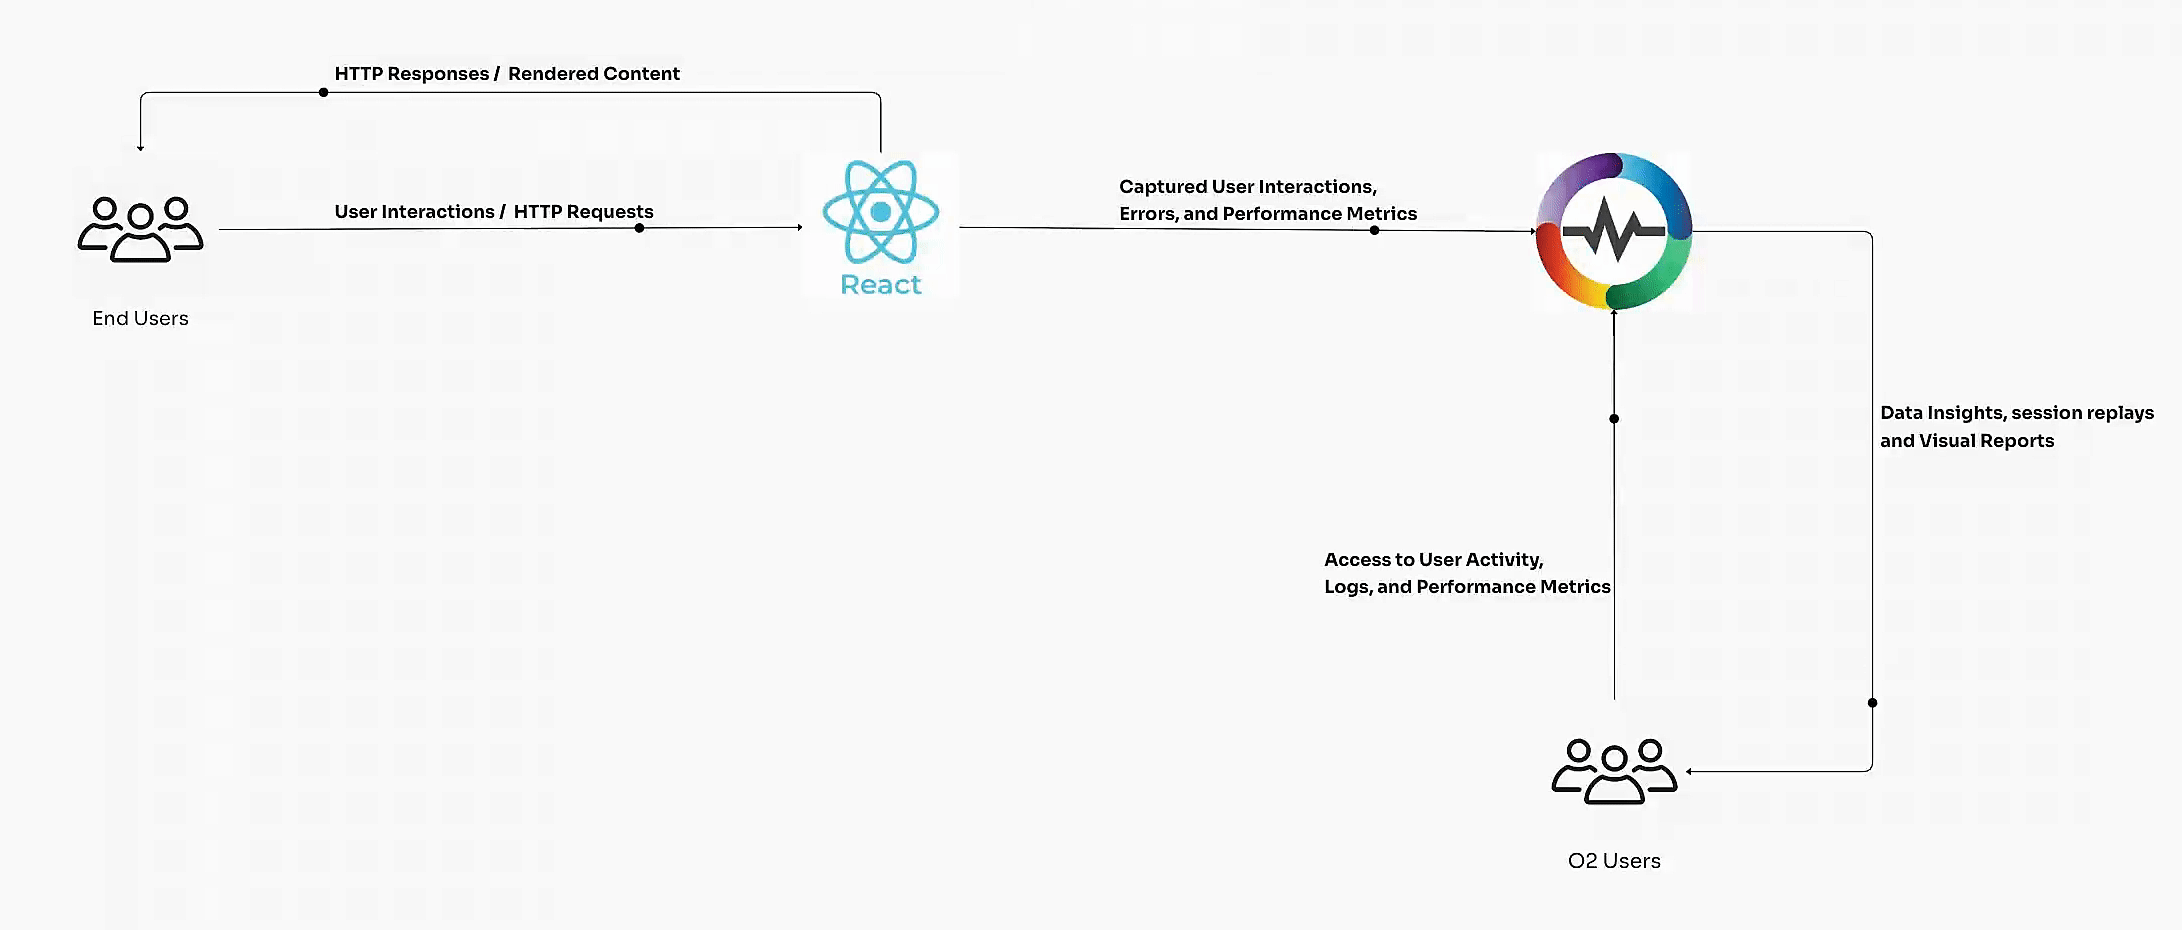 HTTP Responses / Rendered Content
User Interactions / HTTP Requests
React
End Users
Captured User Interactions,
Errors, and Performance Metrics
Data Insights, session replays
and Visual Reports
Access to User Activity,
Logs, and Performance Metrics
O2 Users